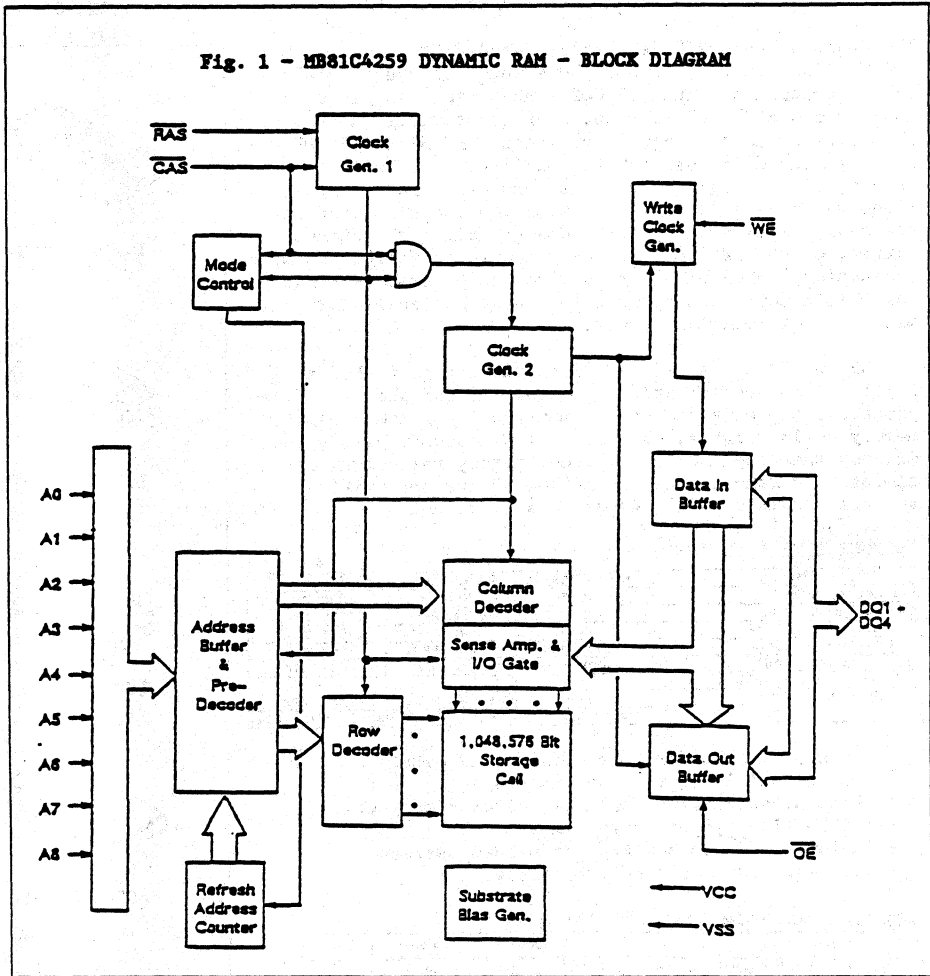 Fig. 1 - MB81C4259 DYNAMIC RAM - BLOCK DIAGRAM
RAS
CAS
Clock
Gen. 1
Write
Clock
Gen.
WE
Mode
Control
Clock
Gen. 2
A0
A1
A2
A3
A4
A5
A6
A7
A8
Address
Buffer
&
Pre-
Decoder
Column
Decoder
Sense Amp. &
I/O Gate
Row
Decoder
1,048,576 Bit
Storage
Cell
Data In
Buffer
DQ1 -
DQ4
Data Out
Buffer
OE
Refresh
Address
Counter
Substrate
Bias Gen.
VCC
VSS